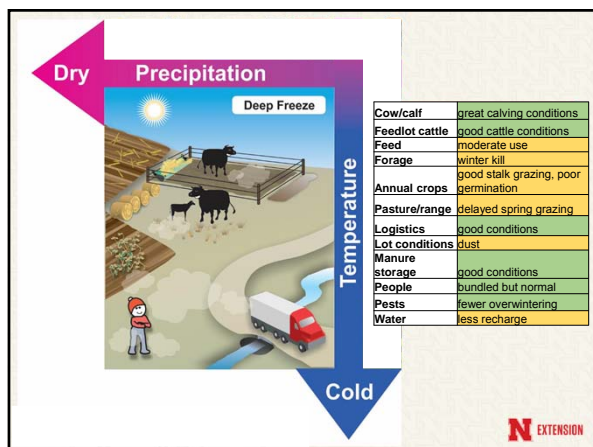 Dry Precipitation
Deep Freeze
Temperature
Cold
Cow/calf great calving conditions
Feedlot cattle good cattle conditions
Feed moderate use
Forage winter kill
Annual crops good stalk grazing, poor
germination
Pasture/range delayed spring grazing
Logistics good conditions
Lot conditions dust
Manure
storage good conditions
People bundled but normal
Pests fewer overwintering
Water less recharge
N EXTENSION